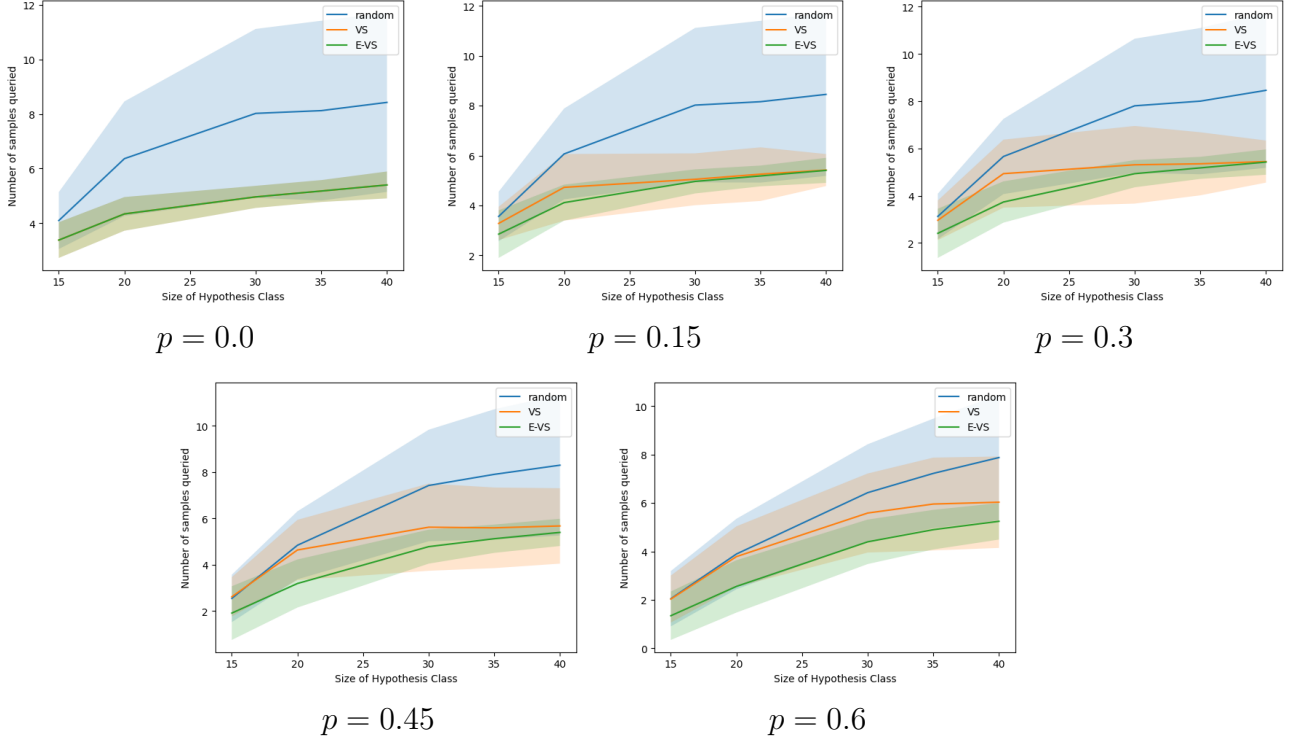 12
10
8
6
4
Number of samples queried
random
VS
E-VS
15 20 25 30 35 40
Size of Hypothesis Class
p = 0.0
12
10
8
6
4
2
Number of samples queried
random
VS
E-VS
15 20 25 30 35 40
Size of Hypothesis Class
p = 0.15
12
10
8
6
4
2
Number of samples queried
random
VS
E-VS
15 20 25 30 35 40
Size of Hypothesis Class
p = 0.3
10
8
6
4
2
Number of samples queried
random
VS
E-VS
15 20 25 30 35 40
Size of Hypothesis Class
p = 0.45
10
8
6
4
2
0
Number of samples queried
random
VS
E-VS
15 20 25 30 35 40
Size of Hypothesis Class
p = 0.6